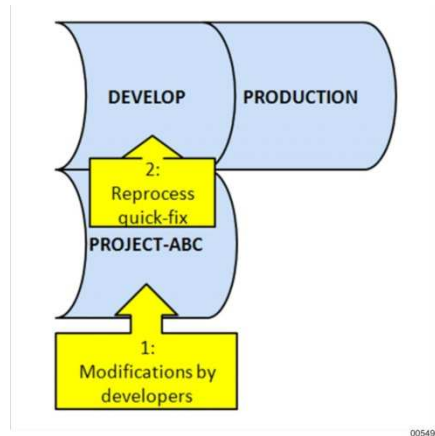 DEVELOP
PRODUCTION
2:
Reprocess
quick-fix
PROJECT-ABC
1:
Modifications by
developers
00549